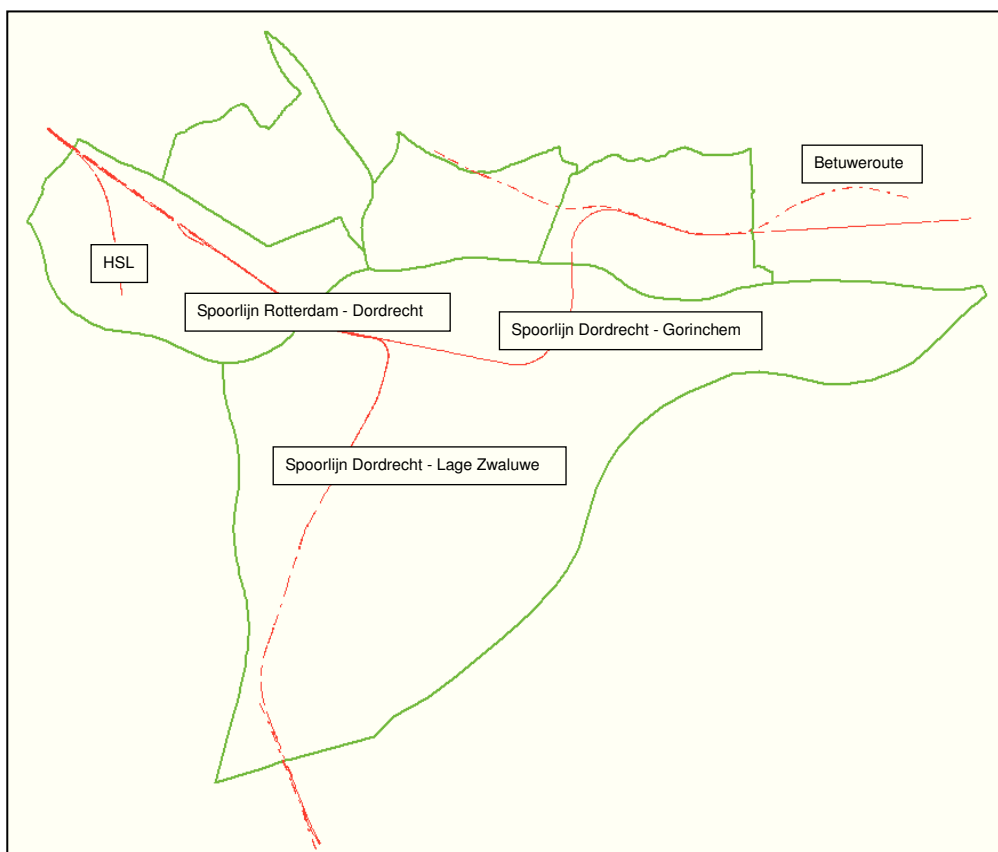 Betuweroute
HSL
Spoorlijn Rotterdam - Dordrecht
Spoorlijn Dordrecht - Gorinchem
Spoorlijn Dordrecht - Lage Zwaluwe